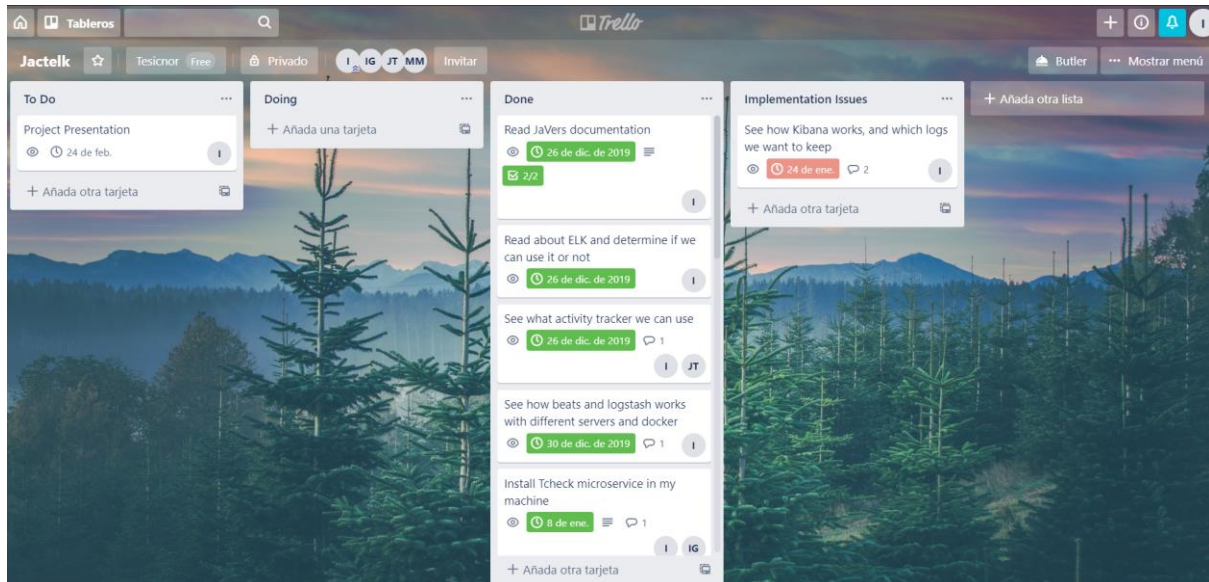 Tableros
Trello
I
Jactelk
Tesicnor Free
Privado
I IG JT MM
Invitar
Butler
··· Mostrar menú
To Do
Project Presentation
24 de feb.
I
+ Añada otra tarjeta
Doing
+ Añada una tarjeta
Done
Read JaVers documentation
26 de dic. de 2019
2/2
I
Read about ELK and determine if we
can use it or not
26 de dic. de 2019
I
See what activity tracker we can use
26 de dic. de 2019 1
I JT
See how beats and logstash works
with different servers and docker
30 de dic. de 2019 1 I
Install Tcheck microservice in my
machine
8 de ene. 1
I IG
+ Añada otra tarjeta
Implementation Issues
See how Kibana works, and which logs
we want to keep
24 de ene. 2 I
+ Añada otra tarjeta
+ Añada otra lista